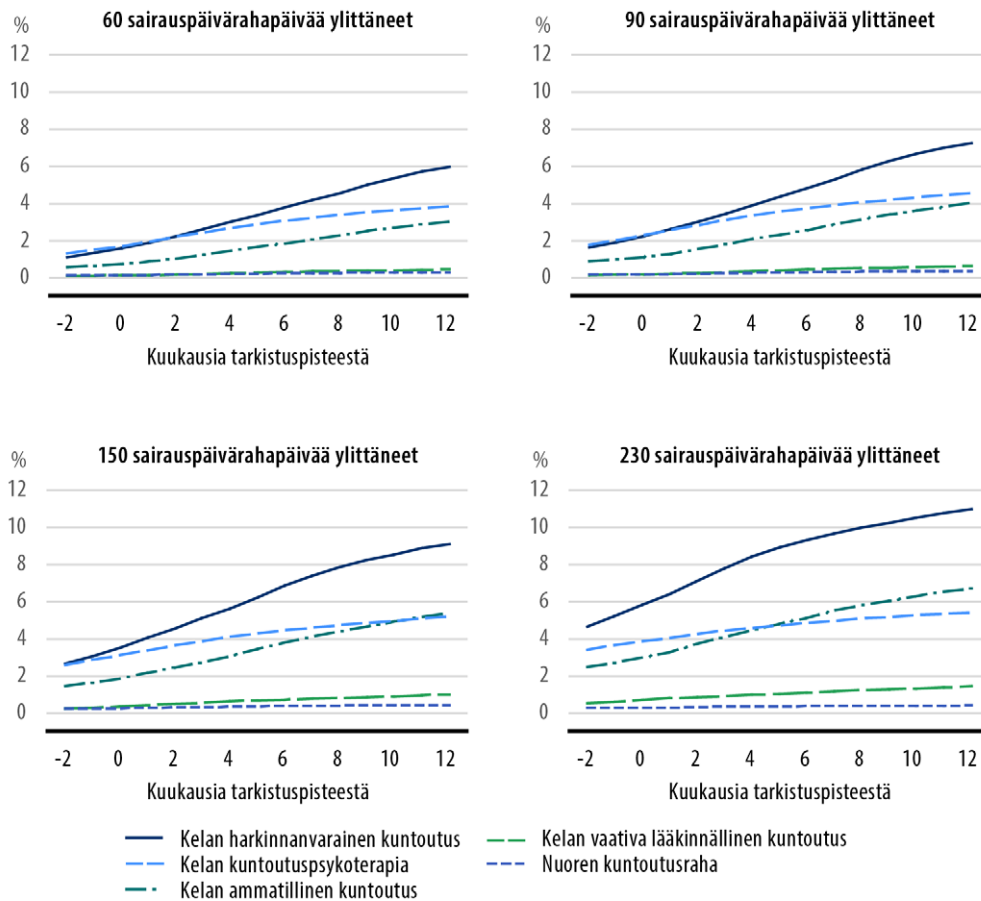 60 sairauspäivärahapäivää ylittäneet
%
12
10
8
6
4
2
0
-2 0 2 4 6 8 10 12
Kuukausia tarkistuspisteestä
90 sairauspäivärahapäivää ylittäneet
%
12
10
8
6
4
2
0
-2 0 2 4 6 8 10 12
Kuukausia tarkistuspisteestä
150 sairauspäivärahapäivää ylittäneet
%
12
10
8
6
4
2
0
-2 0 2 4 6 8 10 12
Kuukausia tarkistuspisteestä
230 sairauspäivärahapäivää ylittäneet
%
12
10
8
6
4
2
0
-2 0 2 4 6 8 10 12
Kuukausia tarkistuspisteestä
Kelan harkinnanvarainen kuntoutus
Kelan kuntoutuspsykoterapia
Kelan ammatillinen kuntoutus
Kelan vaativa lääkinnällinen kuntoutus
Nuoren kuntoutusraha